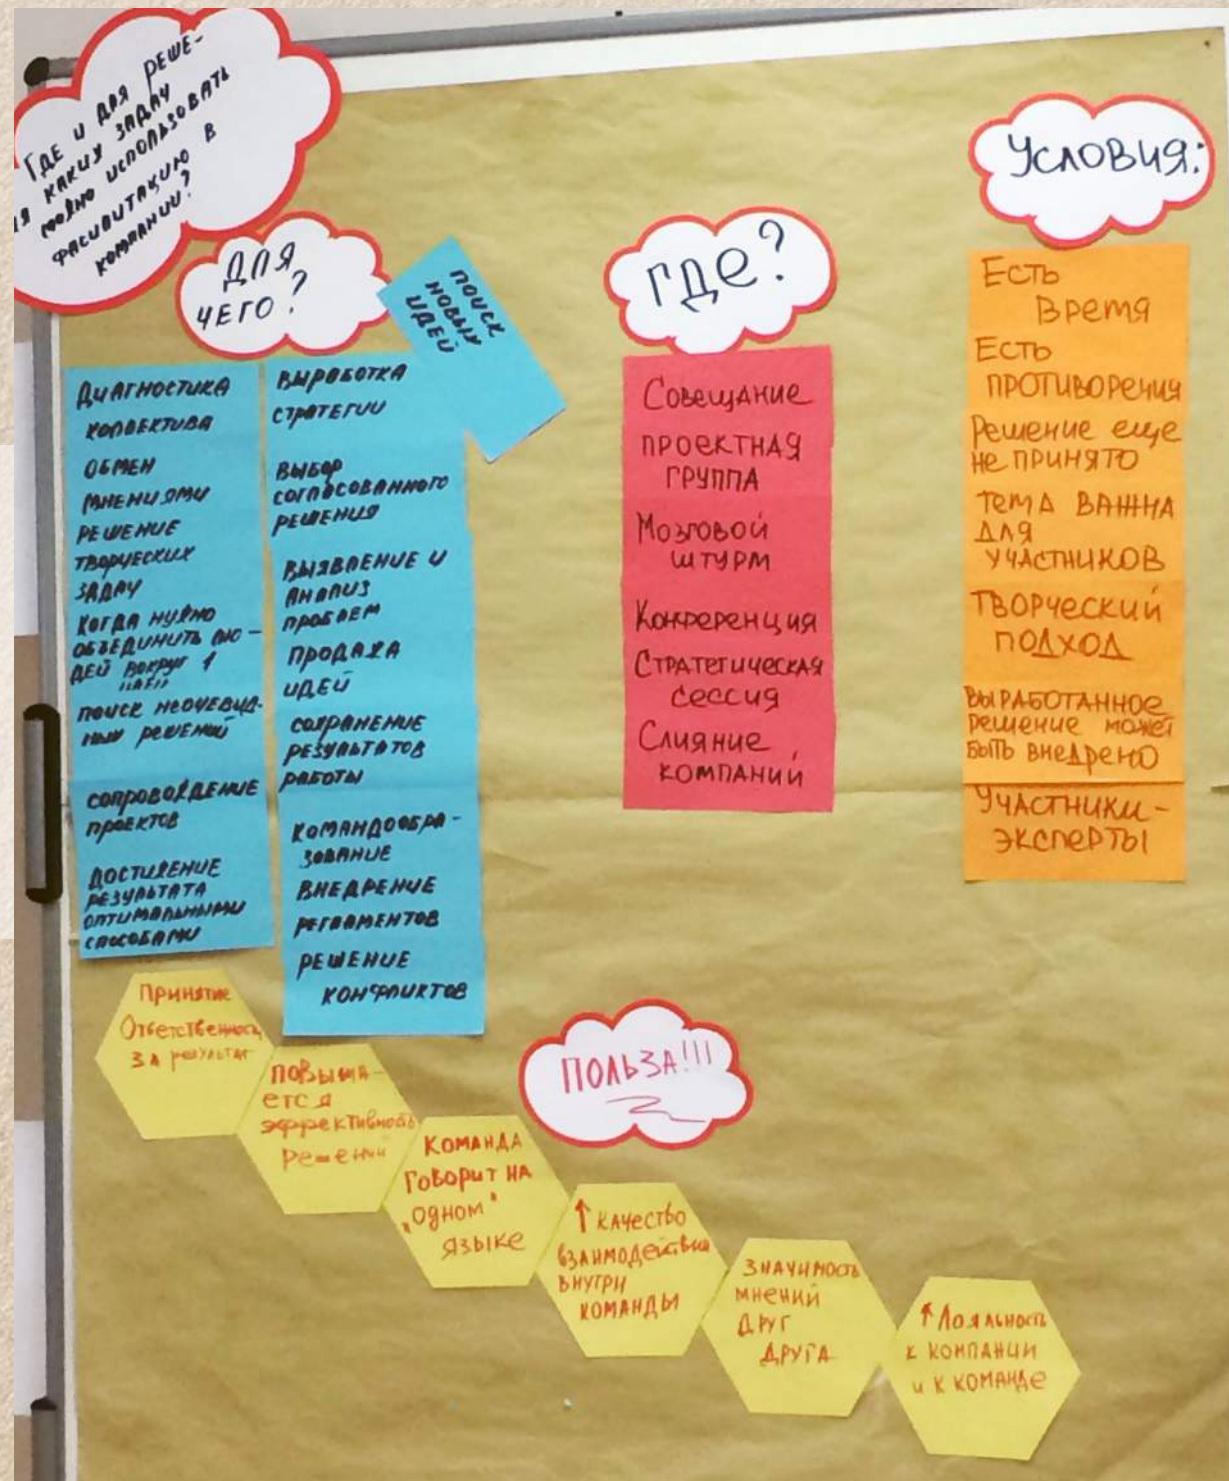 Где и для реше-
ия каких задач
можно использовать
фасилитацию в
компании?
Для
чего?
Поиск
новых
идей
Диагностика
коллектива
Обмен
мнениями
Решение
творческих
задач
Когда нужно
объединить лю-
дей вокруг 1
идеи
Поиск неочевид-
ных решений
Сопровождение
проектов
Достижение
результата
оптимальными
способами
Выработка
стратегии
Выбор
согласованного
решения
Выявление и
анализ
проблем
Продажа
идей
Сохранение
результатов
работы
Командообра-
зование
Внедрение
регламентов
Решение
конфликтов
Где?
Совещание
Проектная
группа
Мозговой
штурм
Конференция
Стратегическая
сессия
Слияние
компаний
Условия:
Есть
Время
Есть
противоречия
Решение еще
не принято
Тема важна
для
участников
Творческий
подход
Выработанное
решение может
быть внедрено
Участники-
эксперты
Польза!!!
Принятие
Ответственности
за результат
Повыша-
ется
эффективность
решений
Команда
говорит на
„одном"
языке
↑ качество
взаимодействия
внутри
команды
Значимость
мнений
друг
друга
↑ Лояльность
к компании
и к команде